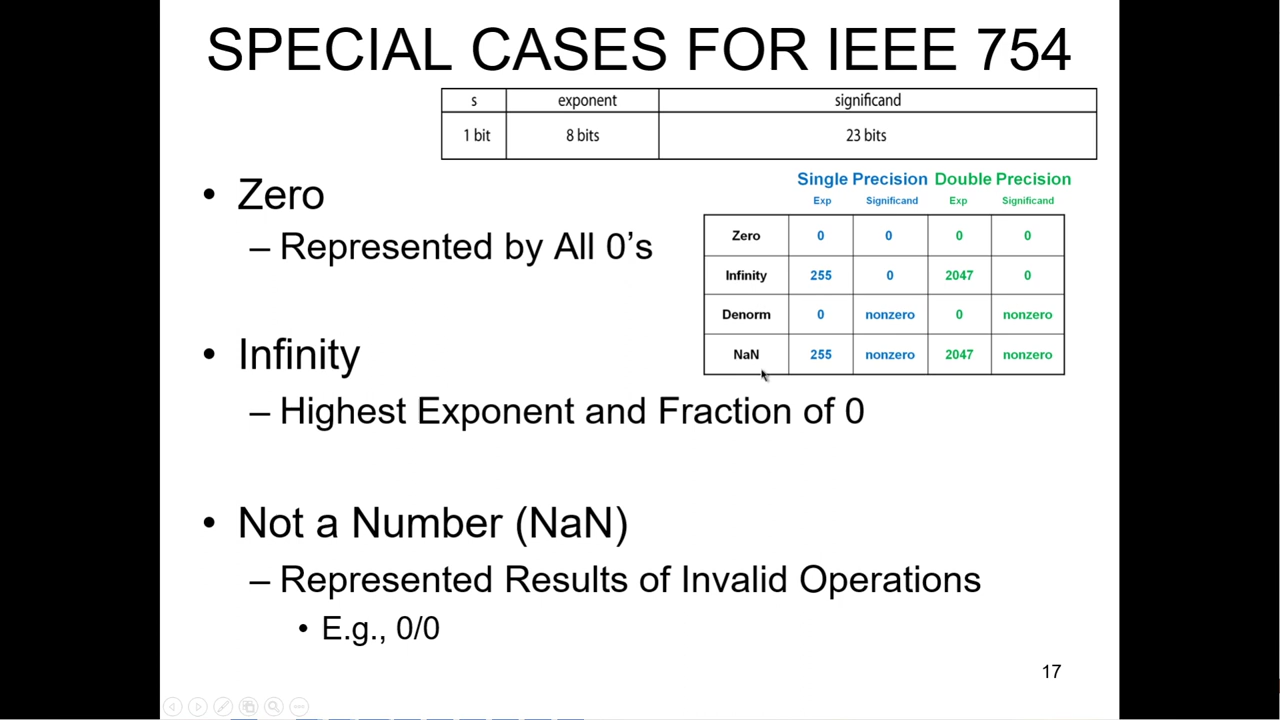 SPECIAL CASES FOR IEEE 754
s exponent significand
1 bit 8 bits 23 bits
• Zero
– Represented by All 0’s
Single Precision Double Precision
Exp Significand Exp Significand
Zero 0 0 0 0
Infinity 255 0 2047 0
Denorm 0 nonzero 0 nonzero
NaN 255 nonzero 2047 nonzero
• Infinity
– Highest Exponent and Fraction of 0
• Not a Number (NaN)
– Represented Results of Invalid Operations
• E.g., 0/0
17